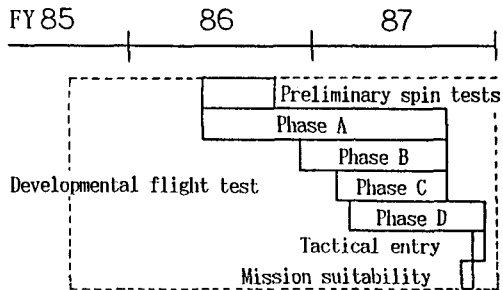 FY 85 86 87
Preliminary spin tests
Phase A
Phase B
Phase C
Developmental flight test
Phase D
Tactical entry
Mission suitability